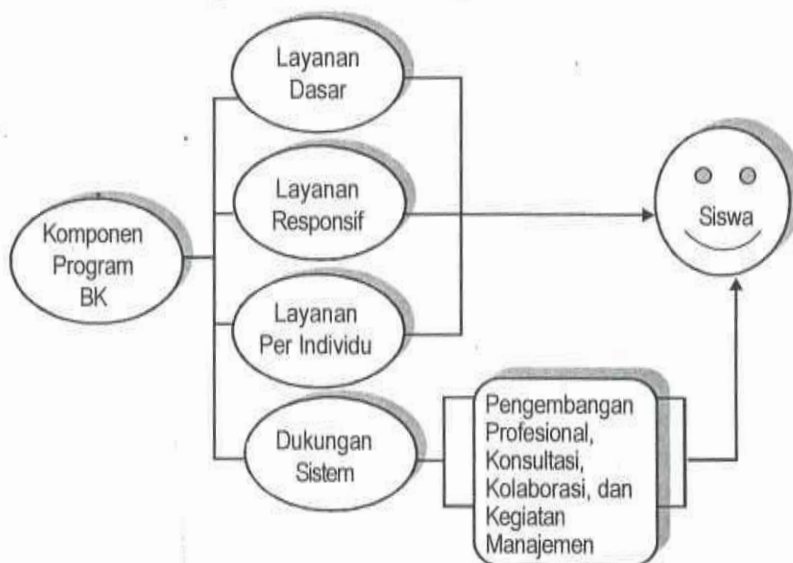 Komponen
Program
BK
Layanan
Dasar
Layanan
Responsif
Layanan
Per Individu
Dukungan
Sistem
Pengembangan
Profesional,
Konsultasi,
Kolaborasi, dan
Kegiatan
Manajemen
Siswa